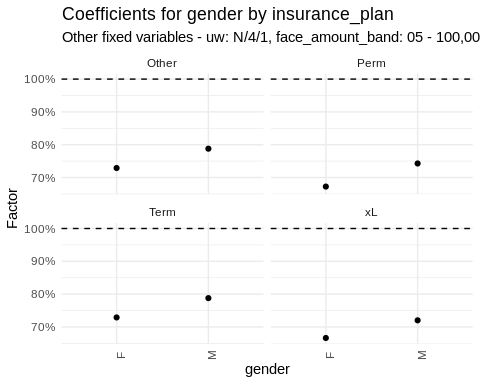 Coefficients for gender by insurance_plan
Other fixed variables - uw: N/4/1, face_amount_band: 05 - 100,00
Other Perm
100%
90%
80%
70%
Term xL
100%
90%
80%
70%
Factor
F M F M
gender